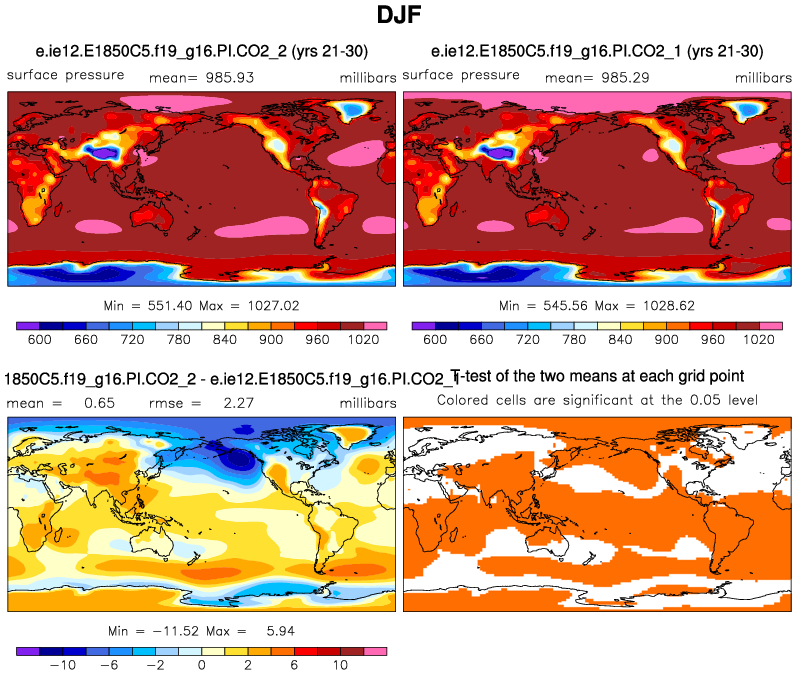 DJF
e.ie12.E1850C5.f19_g16.PI.CO2_2 (yrs 21-30)
e.ie12.E1850C5.f19_g16.PI.CO2_1 (yrs 21-30)
surface pressure mean= 985.93 millibars
surface pressure mean= 985.29 millibars
Min = 551.40 Max = 1027.02
Min = 545.56 Max = 1028.62
600 660 720 780 840 900 960 1020
600 660 720 780 840 900 960 1020
1850C5.f19_g16.PI.CO2_2 - e.ie12.E1850C5.f19_g16.PI.CO2_
T-test of the two means at each grid point
mean = 0.65 rmse = 2.27 millibars
Colored cells are significant at the 0.05 level
Min = -11.52 Max = 5.94
-10 -6 -2 0 2 6 10